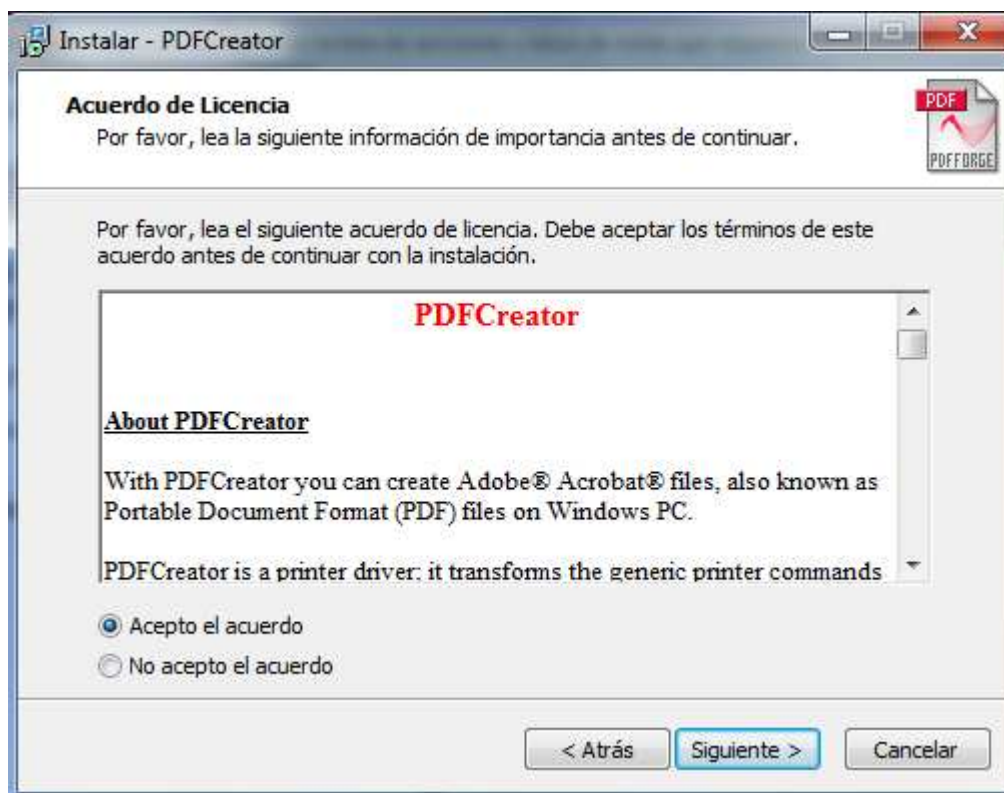 Instalar - PDFCreator
Acuerdo de Licencia
Por favor, lea la siguiente información de importancia antes de continuar.
PDF
PDFFORGE
Por favor, lea el siguiente acuerdo de licencia. Debe aceptar los términos de este
acuerdo antes de continuar con la instalación.
PDFCreator
About PDFCreator
With PDFCreator you can create Adobe® Acrobat® files, also known as
Portable Document Format (PDF) files on Windows PC.
PDFCreator is a printer driver; it transforms the generic printer commands
Acepto el acuerdo
No acepto el acuerdo
< Atrás
Siguiente >
Cancelar